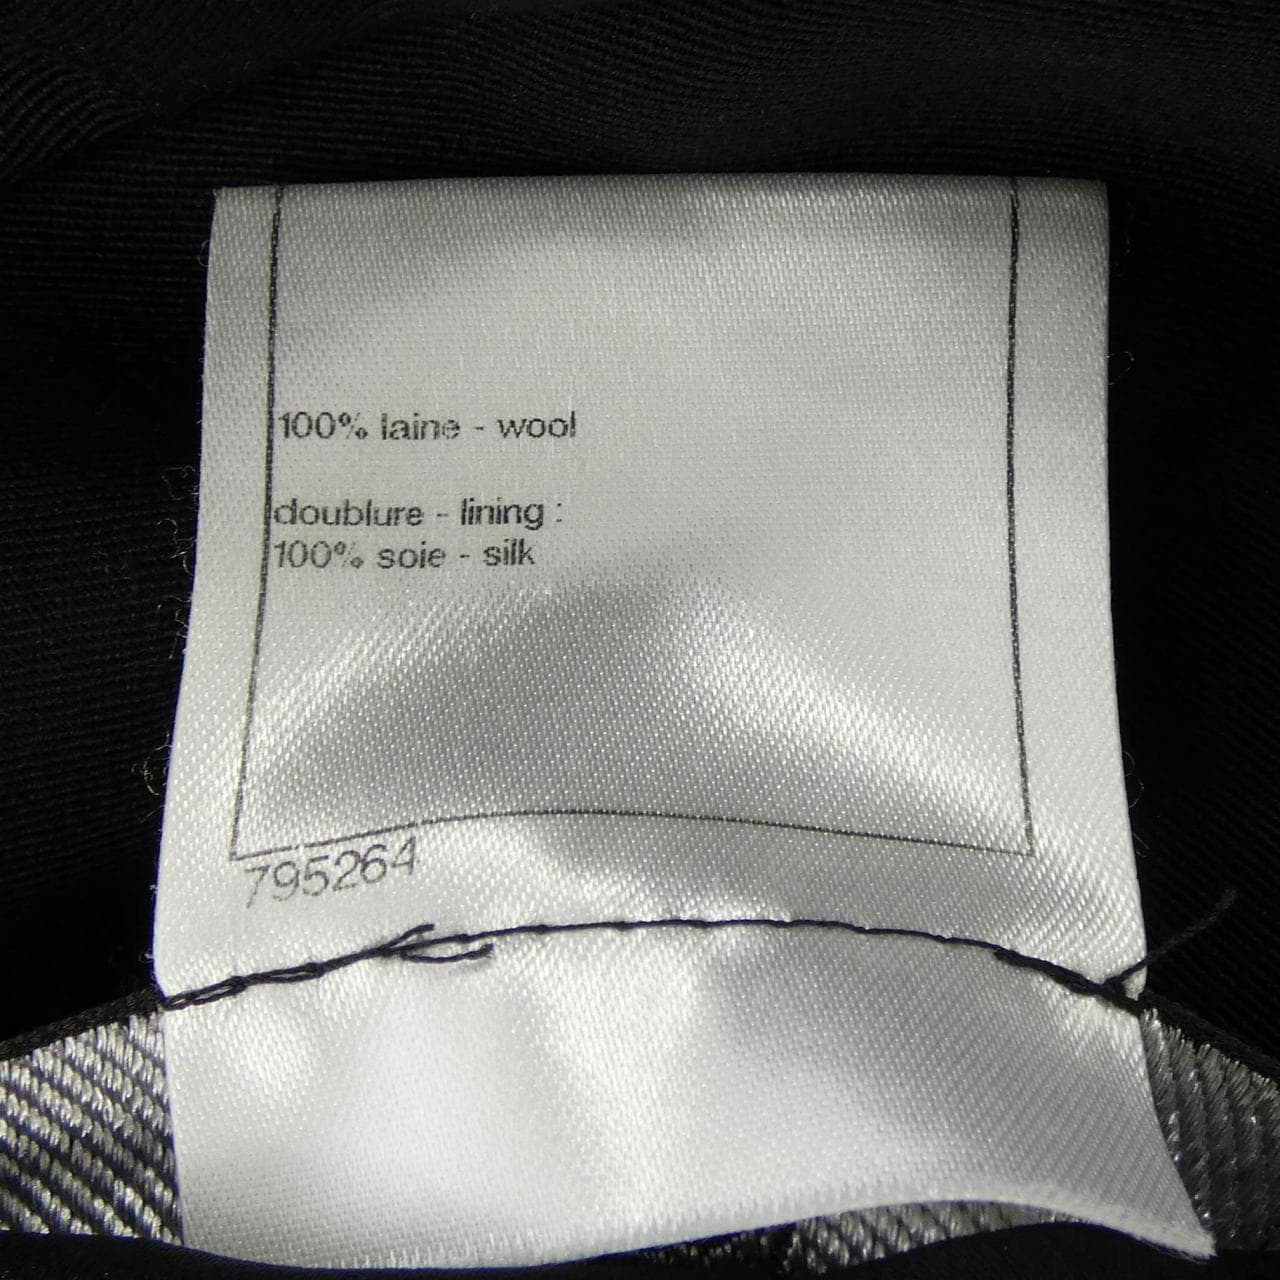 100% laine - wool
doublure - lining :
100% soie - silk
795264